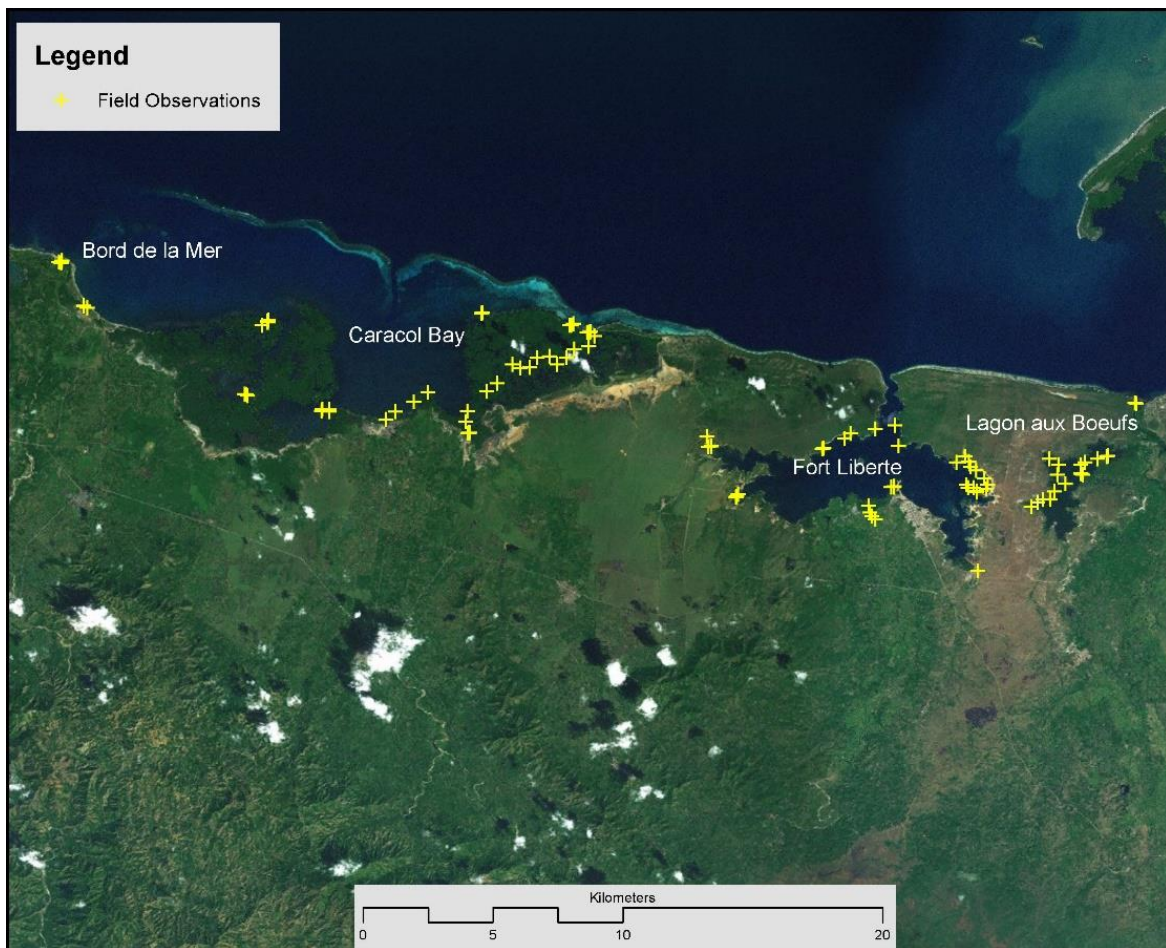 Legend
Field Observations
Bord de la Mer
Caracol Bay
Lagon aux Boeufs
Fort Liberte
Kilometers
0 5 10 20